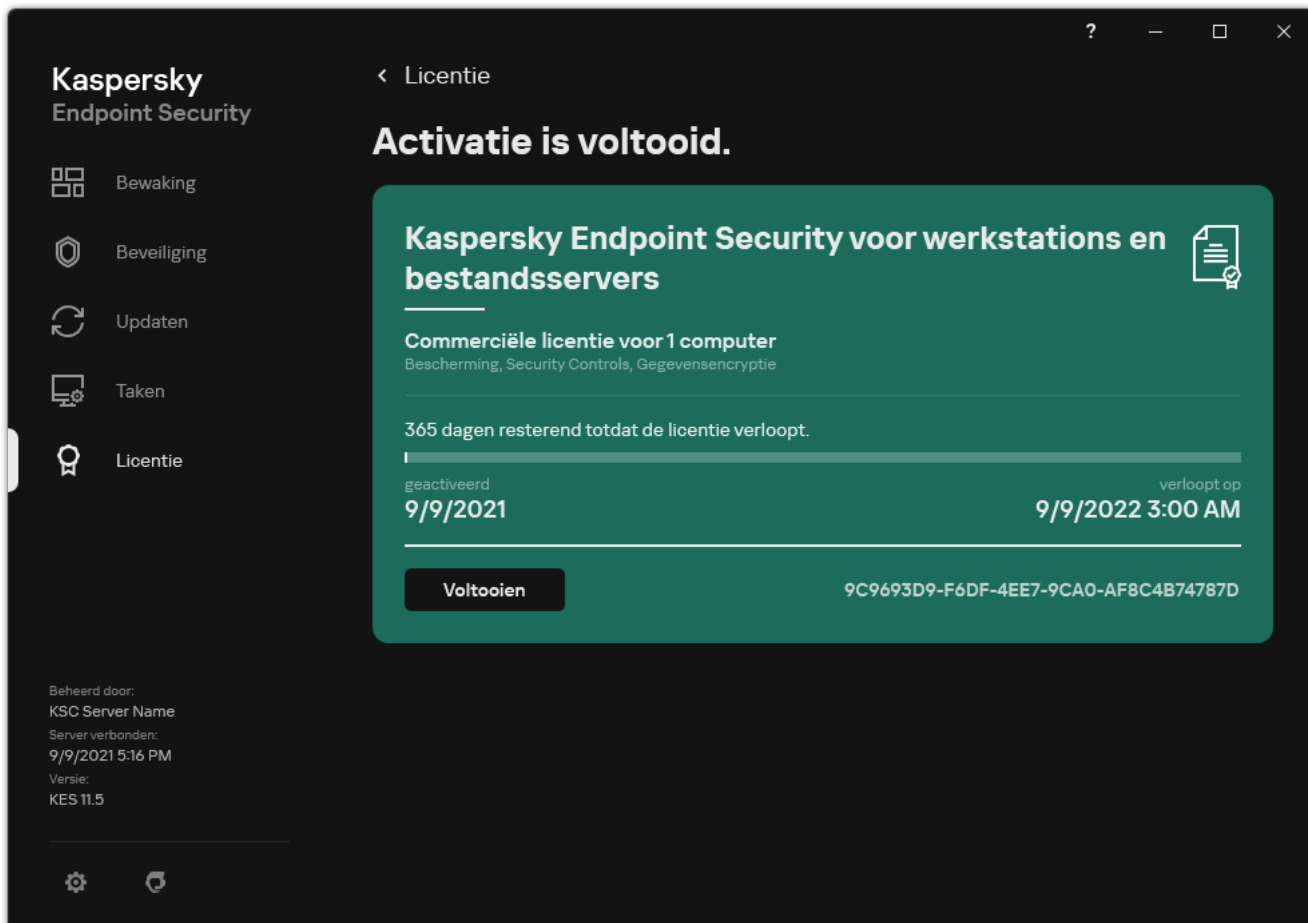 ?
Kaspersky
Endpoint Security
Bewaking
Beveiliging
Updaten
Taken
Licentie
Beheerd door:
KSC Server Name
Server verbonden:
9/9/2021 5:16 PM
Versie:
KES 11.5
Licentie
Activatie is voltooid.
Kaspersky Endpoint Security voor werkstations en
bestandsservers
Commerciële licentie voor 1 computer
Bescherming, Security Controls, Gegevensencryptie
365 dagen resterend totdat de licentie verloopt.
geactiveerd
9/9/2021
verloopt op
9/9/2022 3:00 AM
Voltooien
9C9693D9-F6DF-4EE7-9CA0-AF8C4B74787D